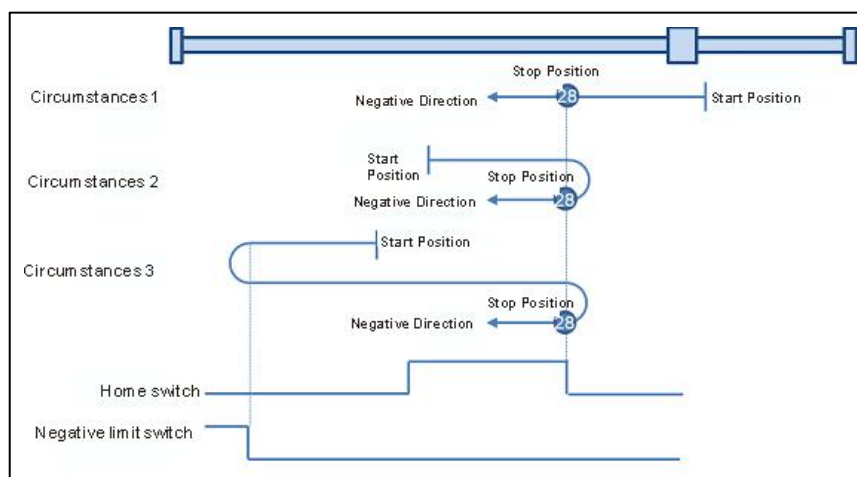 Stop Position
Circumstances 1
Negative Direction
28
Start Position
Start
Position
Circumstances 2
Stop Position
Negative Direction
28
Start Position
Circumstances 3
Stop Position
Negative Direction
28
Home switch
Negative limit switch